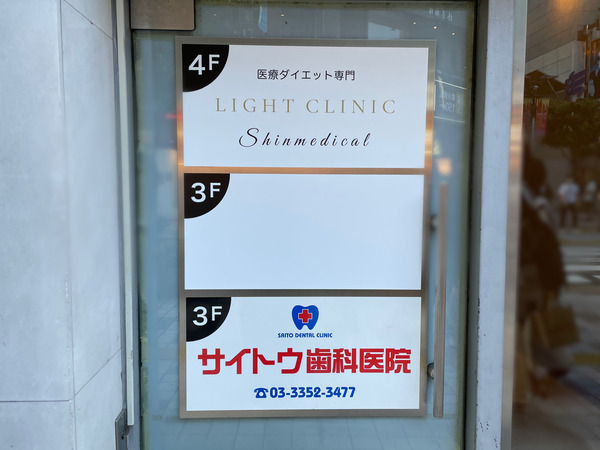 4F
医療ダイエット専門
LIGHT CLINIC
Shinmedical
3F
3F
SAITO DENTAL CLINIC
サイトウ歯科医院
☎03-3352-3477